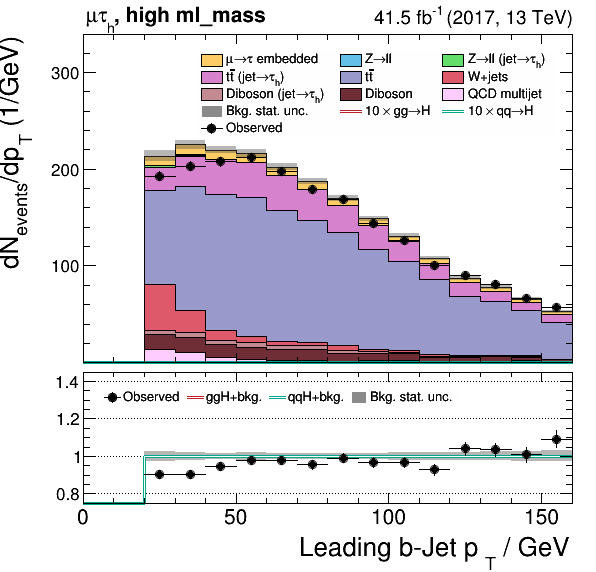 μτh, high ml_mass 41.5 fb-1 (2017, 13 TeV)
dNevents/dpT (1/GeV)
300
200
100
μ→τ embedded Z→ll Z→ll (jet→τh)
tt̄ (jet→τh) tt̄ W+jets
Diboson (jet→τh) Diboson QCD multijet
Bkg. stat. unc. 10 × gg→H 10 × qq→H
Observed
1.4
1.2
1
0.8
Observed ggH+bkg. qqH+bkg. Bkg. stat. unc.
0 50 100 150
Leading b-Jet pT / GeV